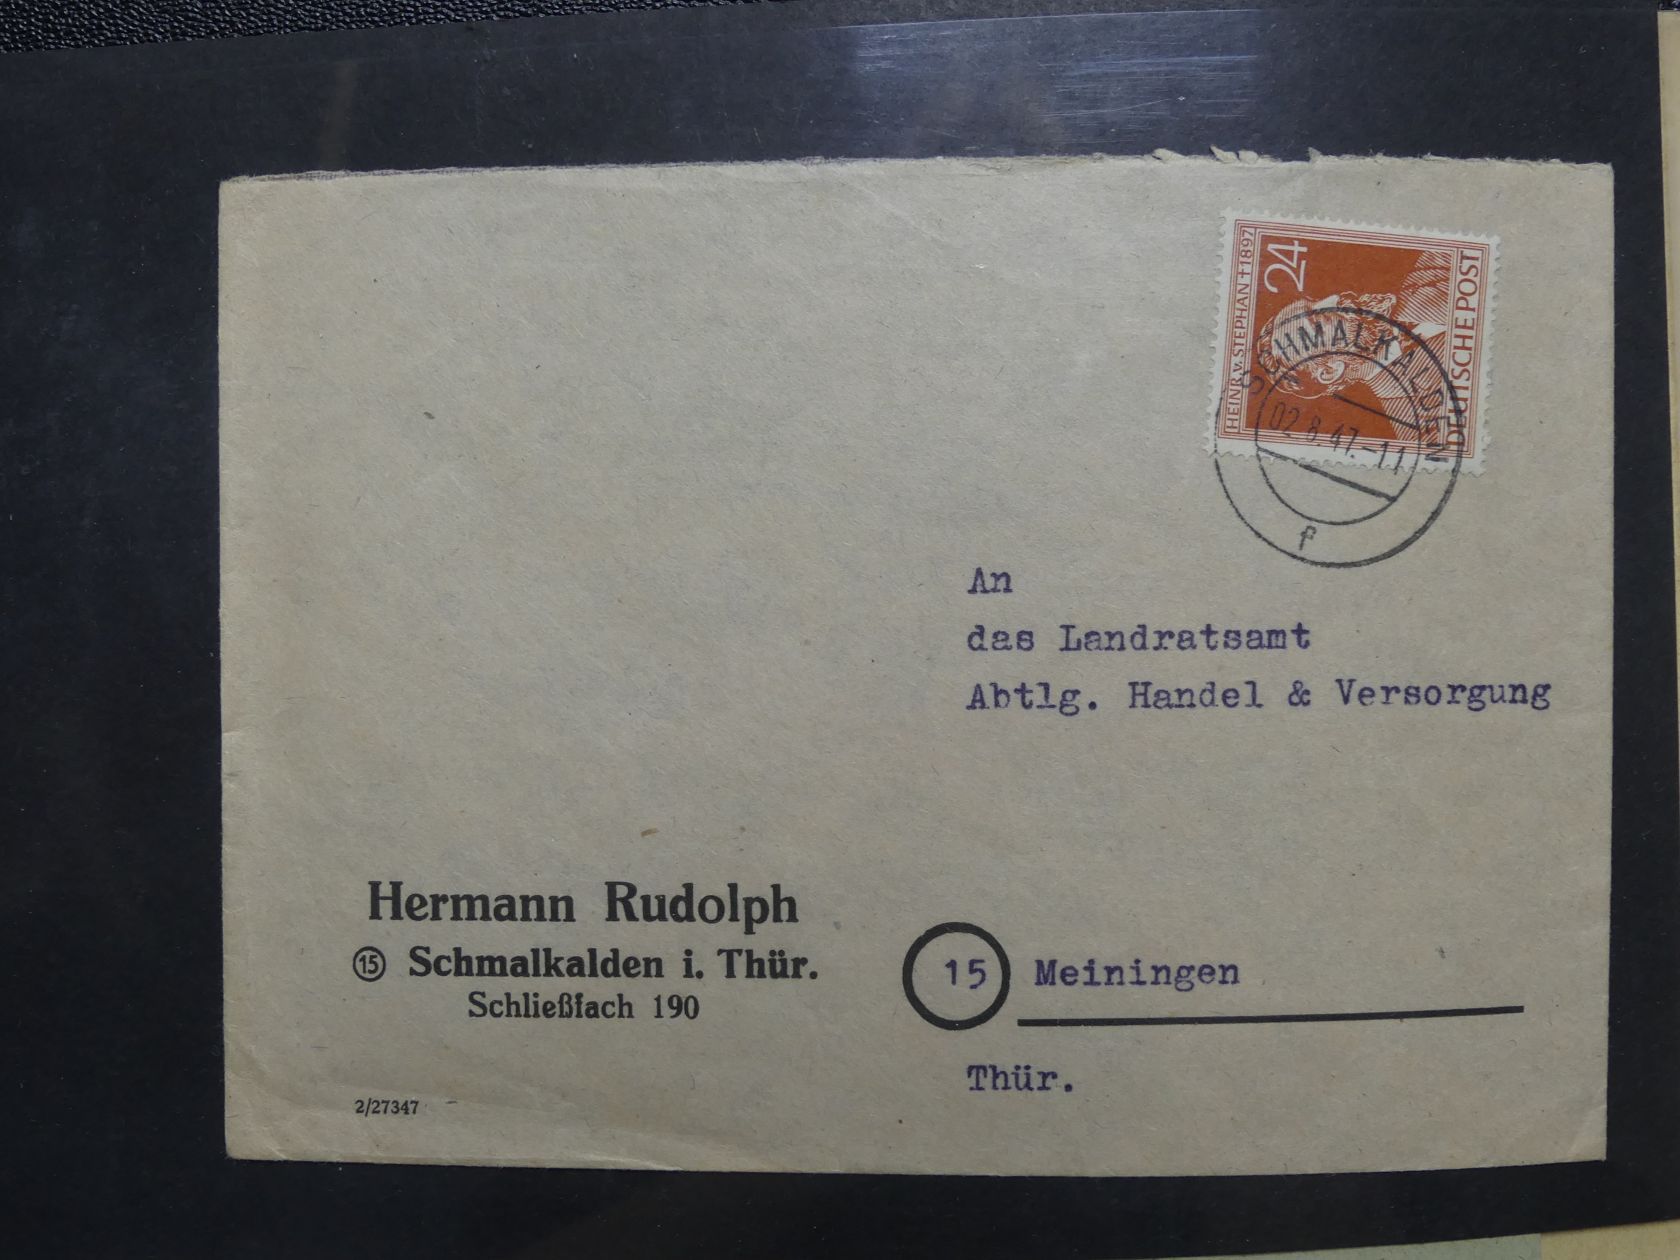 HEINR. v. STEPHAN + 1897
24
DEUTSCHE POST
SCHMALKALDEN
02.8.47.-11
f
An
das Landratsamt
Abtlg. Handel & Versorgung
Hermann Rudolph
15 Schmalkalden i. Thür.
Schließfach 190
15 Meiningen
Thür.
2/27347